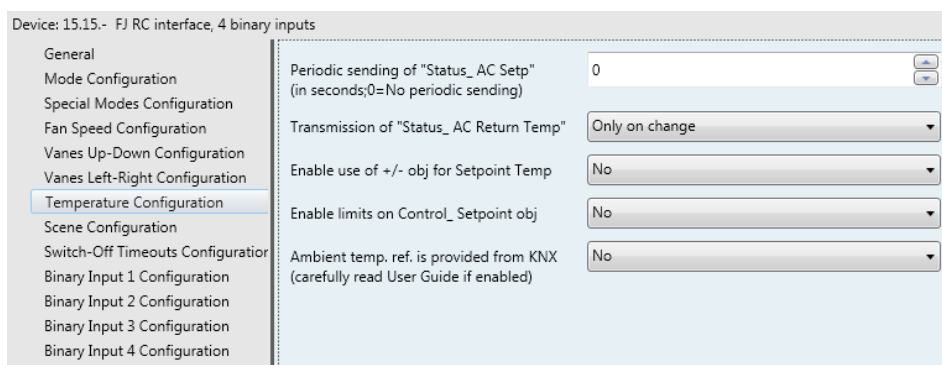 Device: 15.15.- FJ RC interface, 4 binary inputs
General
Mode Configuration
Special Modes Configuration
Fan Speed Configuration
Vanes Up-Down Configuration
Vanes Left-Right Configuration
Temperature Configuration
Scene Configuration
Switch-Off Timeouts Configuration
Binary Input 1 Configuration
Binary Input 2 Configuration
Binary Input 3 Configuration
Binary Input 4 Configuration
Periodic sending of "Status_ AC Setp"
(in seconds;0=No periodic sending)
0
Transmission of "Status_ AC Return Temp"
Only on change
Enable use of +/- obj for Setpoint Temp
No
Enable limits on Control_ Setpoint obj
No
Ambient temp. ref. is provided from KNX
(carefully read User Guide if enabled)
No